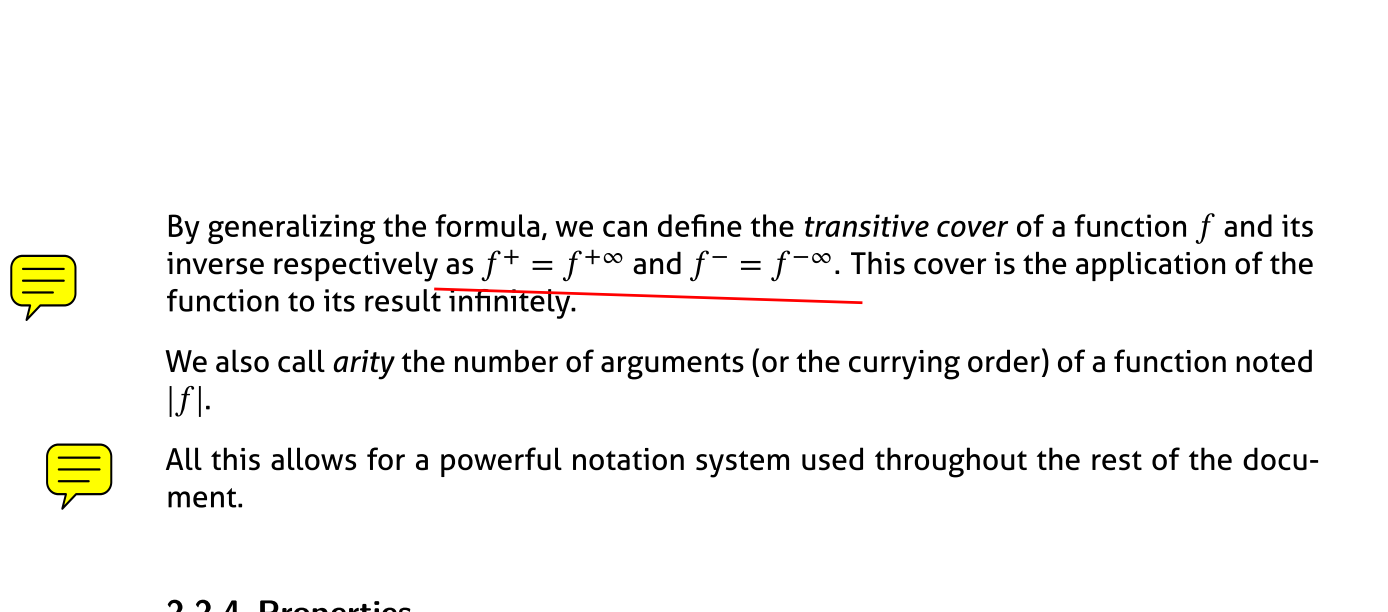 By generalizing the formula, we can define the transitive cover of a function f and its
inverse respectively as f⁺ = f⁺∞ and f⁻ = f⁻∞. This cover is the application of the
function to its result infinitely.
We also call arity the number of arguments (or the currying order) of a function noted
|f|.
All this allows for a powerful notation system used throughout the rest of the docu-
ment.
2.2.4 Properties